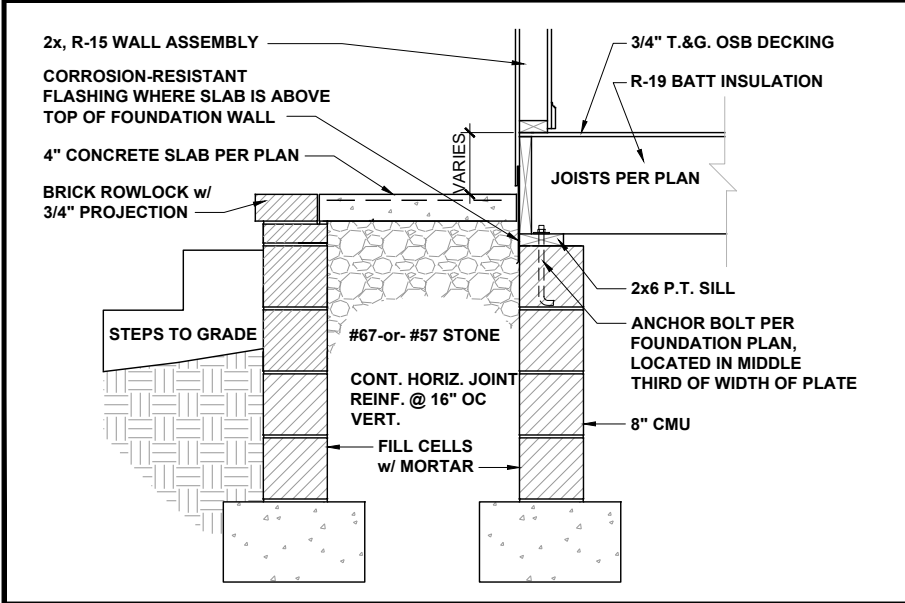 2x, R-15 WALL ASSEMBLY
CORROSION-RESISTANT
FLASHING WHERE SLAB IS ABOVE
TOP OF FOUNDATION WALL
4" CONCRETE SLAB PER PLAN
BRICK ROWLOCK w/
3/4" PROJECTION
STEPS TO GRADE
VARIES
3/4" T.&G. OSB DECKING
R-19 BATT INSULATION
JOISTS PER PLAN
2x6 P.T. SILL
ANCHOR BOLT PER
FOUNDATION PLAN,
LOCATED IN MIDDLE
THIRD OF WIDTH OF PLATE
8" CMU
#67-or- #57 STONE
CONT. HORIZ. JOINT
REINF. @ 16" OC
VERT.
FILL CELLS
w/ MORTAR